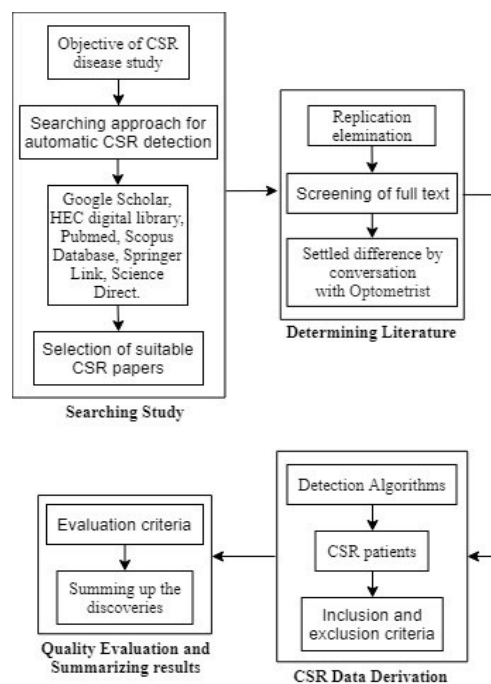 Objective of CSR
disease study
Searching approach for
automatic CSR detection
Google Scholar,
HEC digital library,
Pubmed, Scopus
Database, Springer
Link, Science
Direct.
Selection of suitable
CSR papers
Searching Study
Replication
elemination
Screening of full text
Settled difference by
conversation
with Optometrist
Determining Literature
Detection Algorithms
CSR patients
Inclusion and
exclusion criteria
CSR Data Derivation
Evaluation criteria
Summing up the
discoveries
Quality Evaluation and
Summarizing results